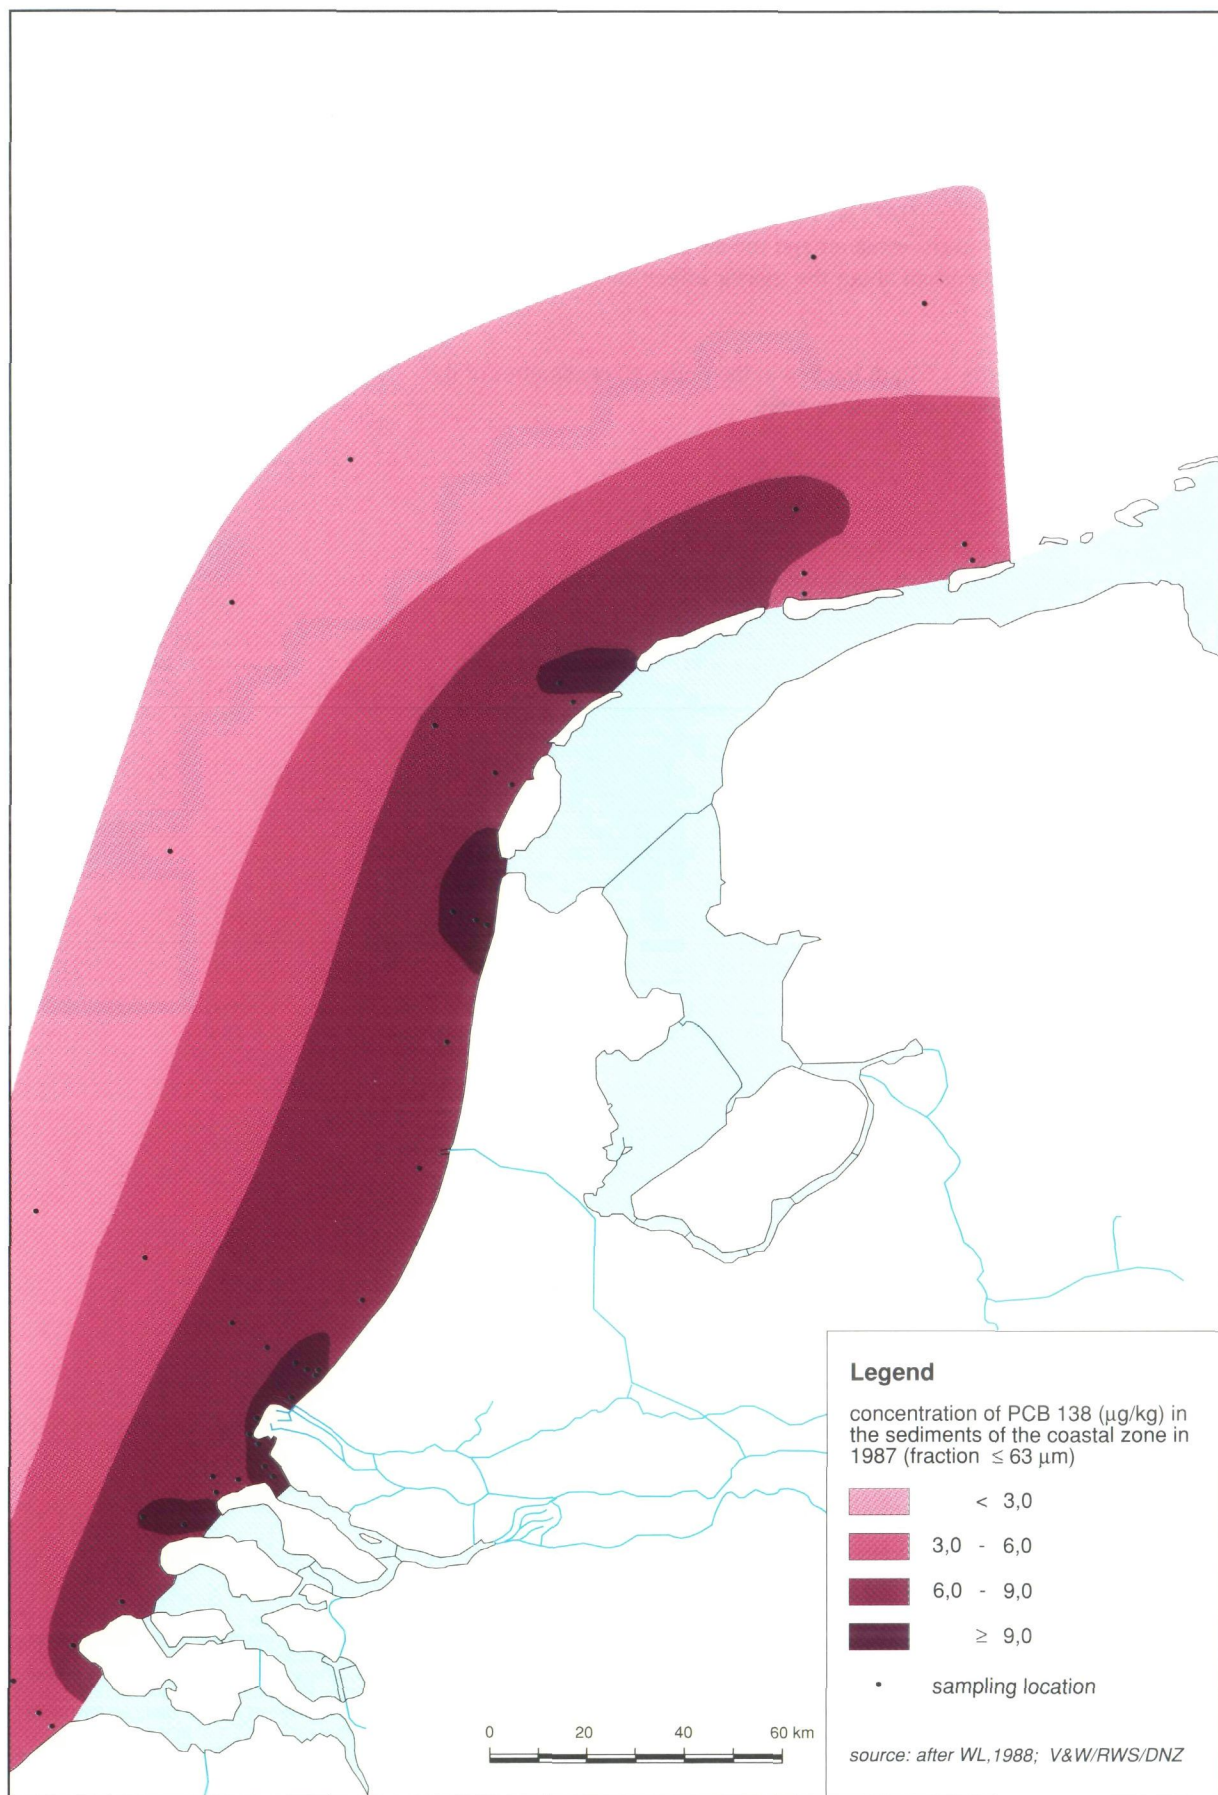 0 20 40 60 km
Legend
concentration of PCB 138 (μg/kg) in
the sediments of the coastal zone in
1987 (fraction ≤ 63 μm)
< 3,0
3,0 - 6,0
6,0 - 9,0
≥ 9,0
sampling location
source: after WL,1988; V&W/RWS/DNZ